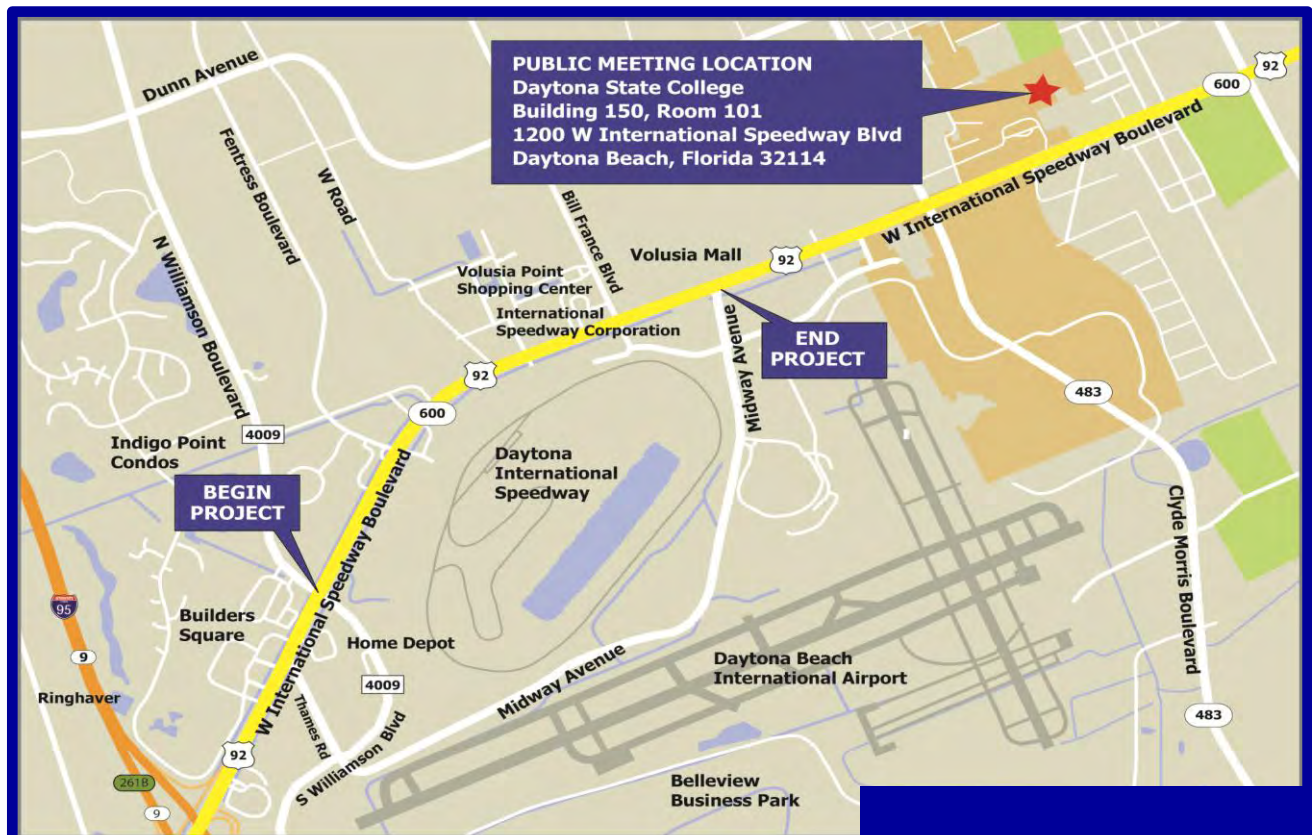 PUBLIC MEETING LOCATION
Daytona State College
Building 150, Room 101
1200 W International Speedway Blvd
Daytona Beach, Florida 32114
92
600
Dunn Avenue
Fentress Boulevard
W Road
Bill France Blvd
W International Speedway Boulevard
N Williamson Boulevard
Volusia Mall
92
Volusia Point
Shopping Center
International
Speedway Corporation
END
PROJECT
Midway Avenue
92
600
483
4009
Indigo Point
Condos
Daytona
International
Speedway
BEGIN
PROJECT
W International Speedway Boulevard
Clyde Morris Boulevard
95
Builders
Square
Home Depot
9
4009
Ringhaver
Thames Rd
Midway Avenue
Daytona Beach
International Airport
483
92
S Williamson Blvd
261B
9
Belleview
Business Park